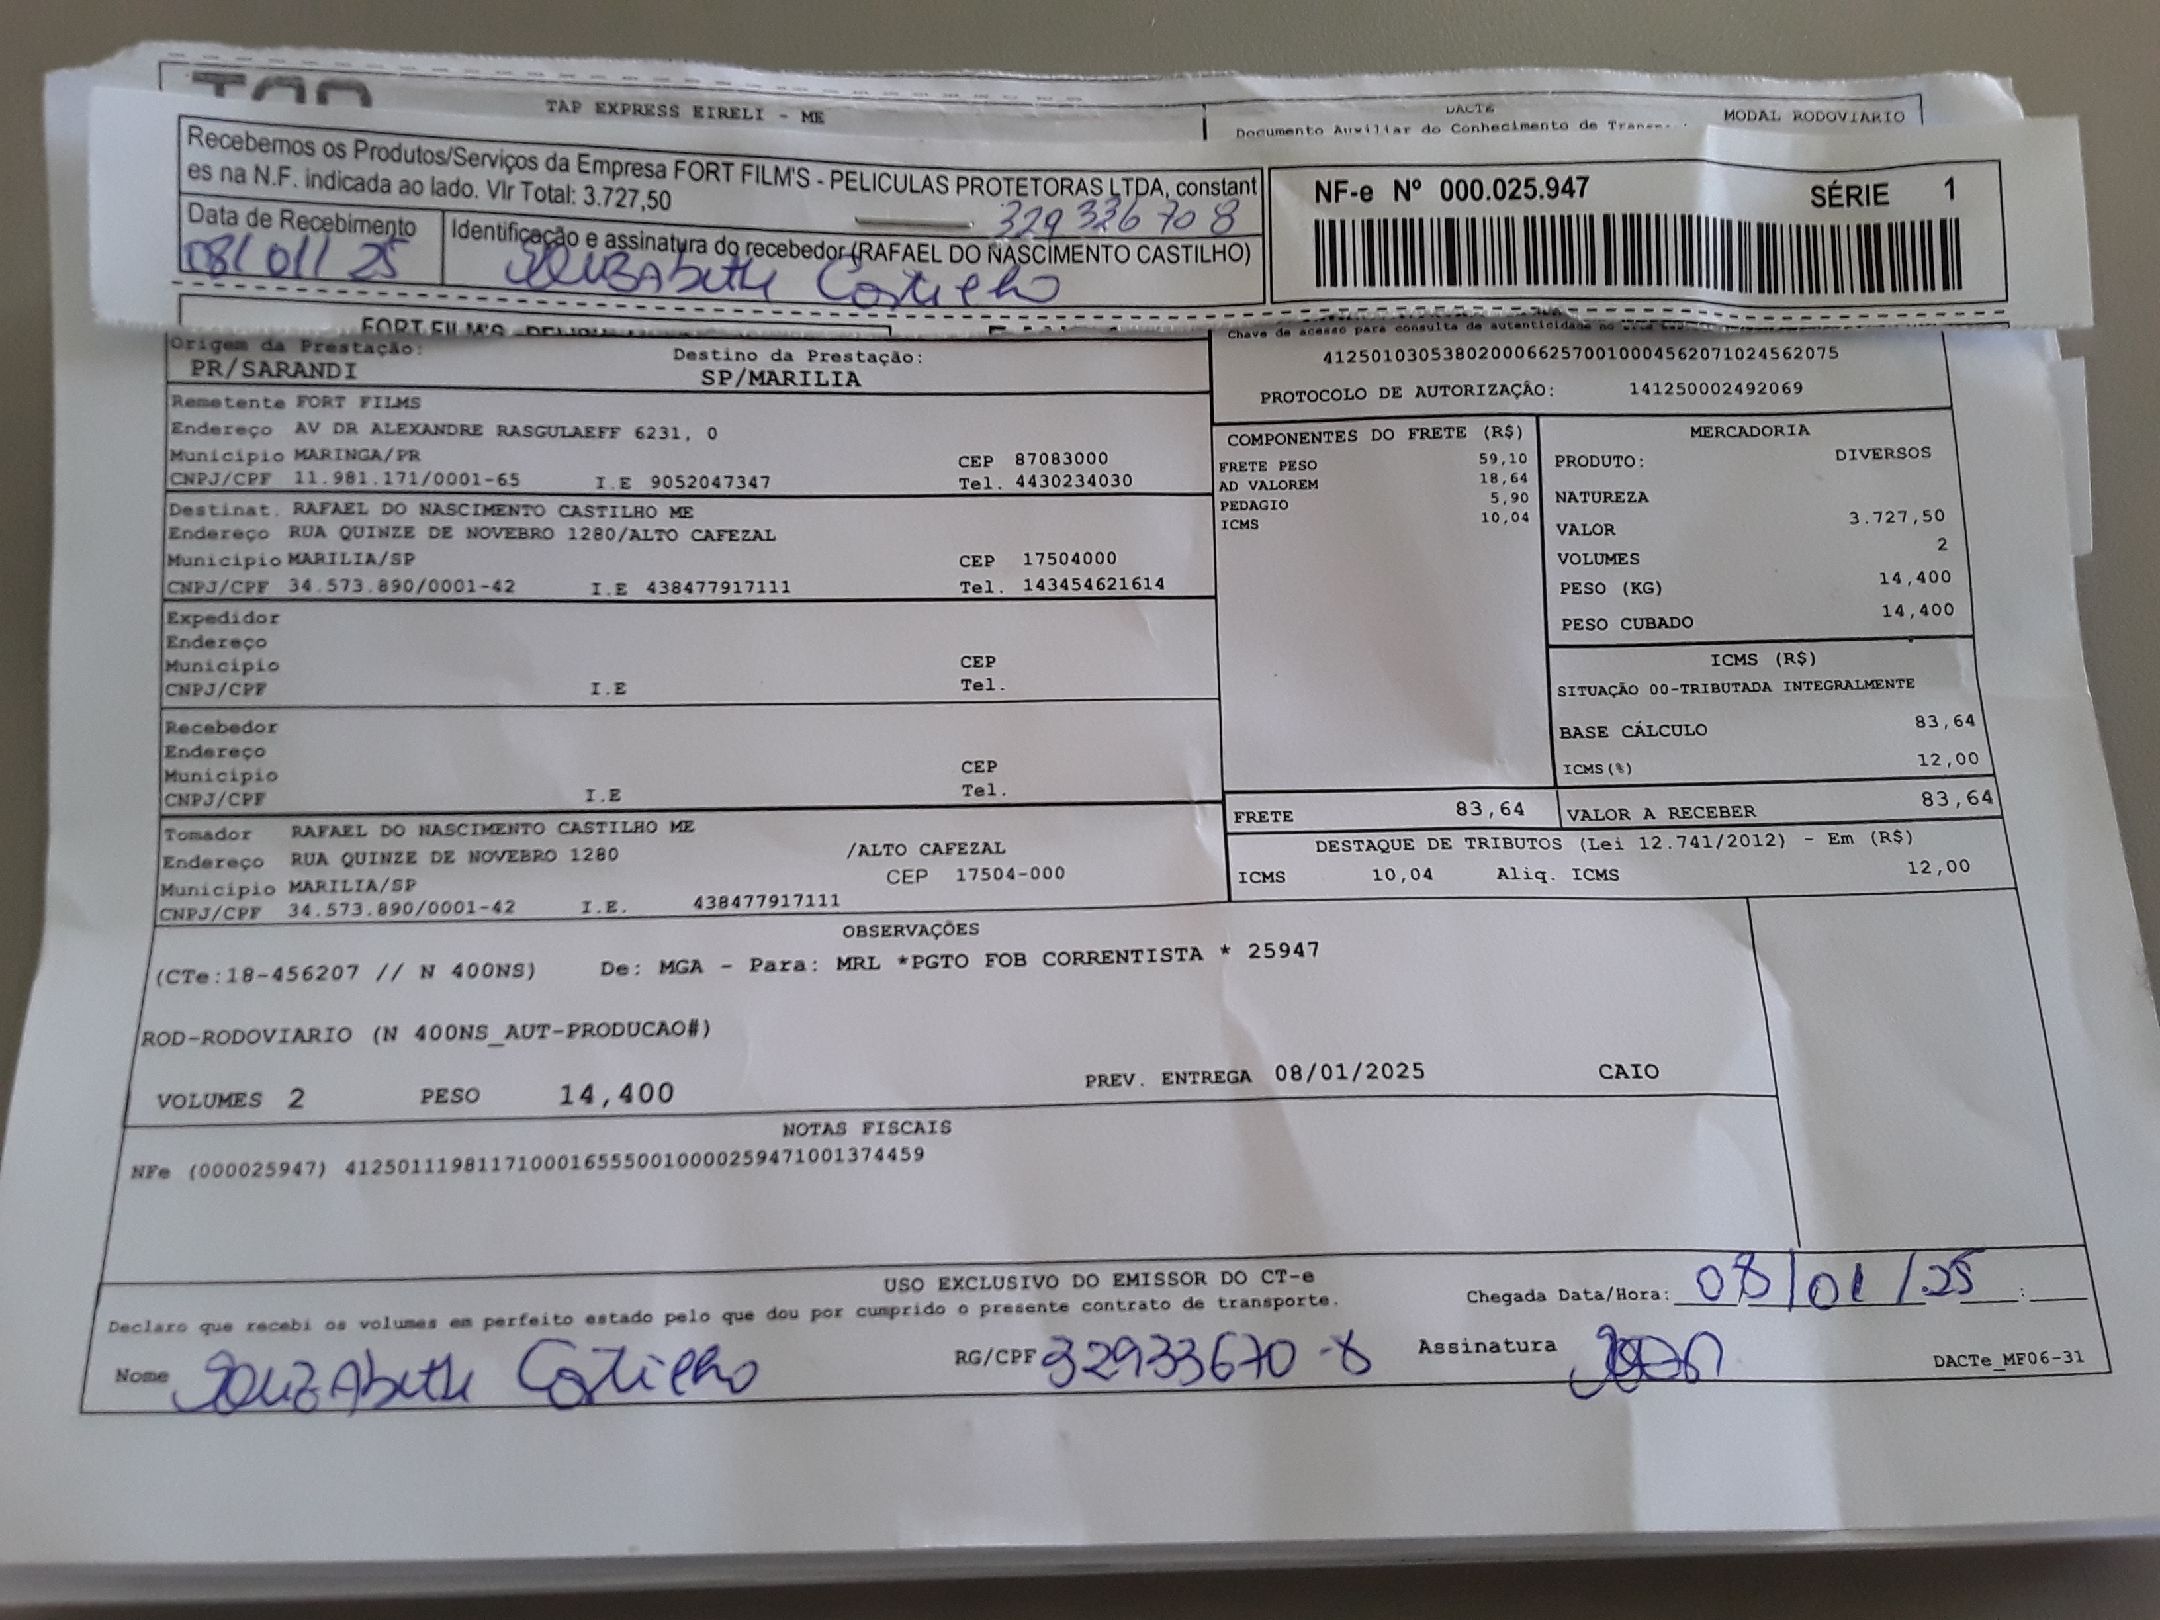 TAP EXPRESS EIRELI - ME
DACTE
MODAL RODOVIARIO
Documento Auxiliar do Conhecimento de
Recebemos os Produtos/Serviços da Empresa FORT FILM'S - PELICULAS PROTETORAS LTDA, constant
es na N.F. indicada ao lado. Vlr Total: 3.727,50
329336708
Data de Recebimento
08/01/25
Identificação e assinatura do recebedor (RAFAEL DO NASCIMENTO CASTILHO)
Elizabeth Castilho
NF-e Nº 000.025.947 SÉRIE 1
FORT FILM'S
Chave de acesso para consulta de autenticidade no
41250103053802000662570010004562071024562075
PROTOCOLO DE AUTORIZAÇÃO: 141250002492069
Origem da Prestação:
PR/SARANDI
Destino da Prestação:
SP/MARILIA
Remetente FORT FILMS
Endereço AV DR ALEXANDRE RASGULAEFF 6231, 0
Municipio MARINGA/PR CEP 87083000
CNPJ/CPF 11.981.171/0001-65 I.E 9052047347 Tel. 4430234030
Destinat. RAFAEL DO NASCIMENTO CASTILHO ME
Endereço RUA QUINZE DE NOVEBRO 1280/ALTO CAFEZAL
Municipio MARILIA/SP CEP 17504000
CNPJ/CPF 34.573.890/0001-42 I.E 438477917111 Tel. 143454621614
Expedidor
Endereço
Municipio CEP
CNPJ/CPF I.E Tel.
Recebedor
Endereço
Municipio CEP
CNPJ/CPF I.E Tel.
Tomador RAFAEL DO NASCIMENTO CASTILHO ME
Endereço RUA QUINZE DE NOVEBRO 1280 /ALTO CAFEZAL
Municipio MARILIA/SP CEP 17504-000
CNPJ/CPF 34.573.890/0001-42 I.E. 438477917111
COMPONENTES DO FRETE (R$)
FRETE PESO 59,10
AD VALOREM 18,64
PEDAGIO 5,90
ICMS 10,04
MERCADORIA
PRODUTO: DIVERSOS
NATUREZA
VALOR 3.727,50
VOLUMES 2
PESO (KG) 14,400
PESO CUBADO 14,400
ICMS (R$)
SITUAÇÃO 00-TRIBUTADA INTEGRALMENTE
BASE CÁLCULO 83,64
ICMS(%) 12,00
FRETE 83,64
VALOR A RECEBER 83,64
DESTAQUE DE TRIBUTOS (Lei 12.741/2012) - Em (R$)
ICMS 10,04 Aliq. ICMS 12,00
OBSERVAÇÕES
(CTe:18-456207 // N 400NS) De: MGA - Para: MRL *PGTO FOB CORRENTISTA * 25947
ROD-RODOVIARIO (N 400NS_AUT-PRODUCAO#)
VOLUMES 2 PESO 14,400 PREV. ENTREGA 08/01/2025 CAIO
NOTAS FISCAIS
NFe (000025947) 41250111981171000165550010000259471001374459
USO EXCLUSIVO DO EMISSOR DO CT-e
Declaro que recebi os volumes em perfeito estado pelo que dou por cumprido o presente contrato de transporte.
Chegada Data/Hora: 08/01/25 :
Nome Elizabeth Castilho RG/CPF 32933670-8 Assinatura
DACTe_MF06-31